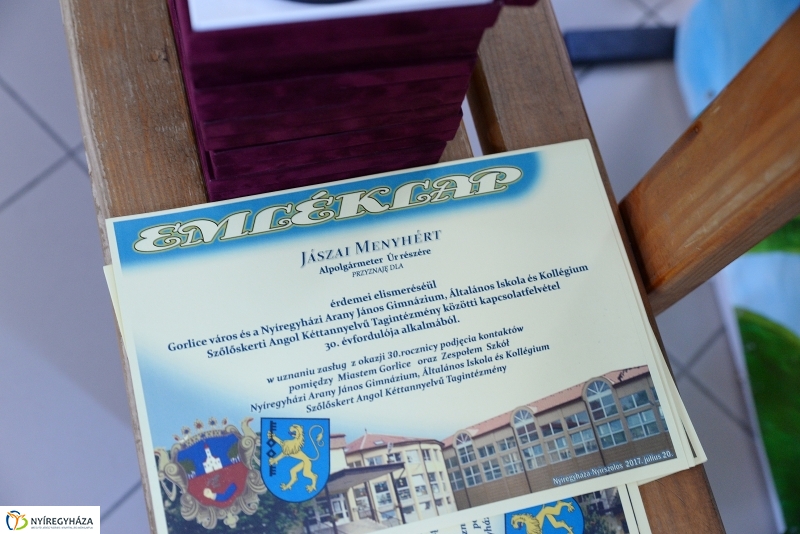 EMLÉKLAP
JÁSZAI MENYHÉRT
Alpolgármeter Úr részére
PRZYZNAJĘ DLA
érdemei elismeréséül
Gorlice város és a Nyíregyházi Arany János Gimnázium, Általános Iskola és Kollégium
Szőlőskerti Angol Kéttannyelvű Tagintézmény közötti kapcsolatfelvétel
30. évfordulója alkalmából.
w uznaniu zasług z okazji 30.rocznicy podjęcia kontaktów
pomiędzy Miastem Gorlice oraz Zespołem Szkół
Nyíregyházi Arany János Gimnázium, Általános Iskola és Kollégium
Szőlőskert Angol Kéttannyelvű Tagintézmény
Nyíregyháza-Nyírszőlős 2017. július 20.
NYÍREGYHÁZA